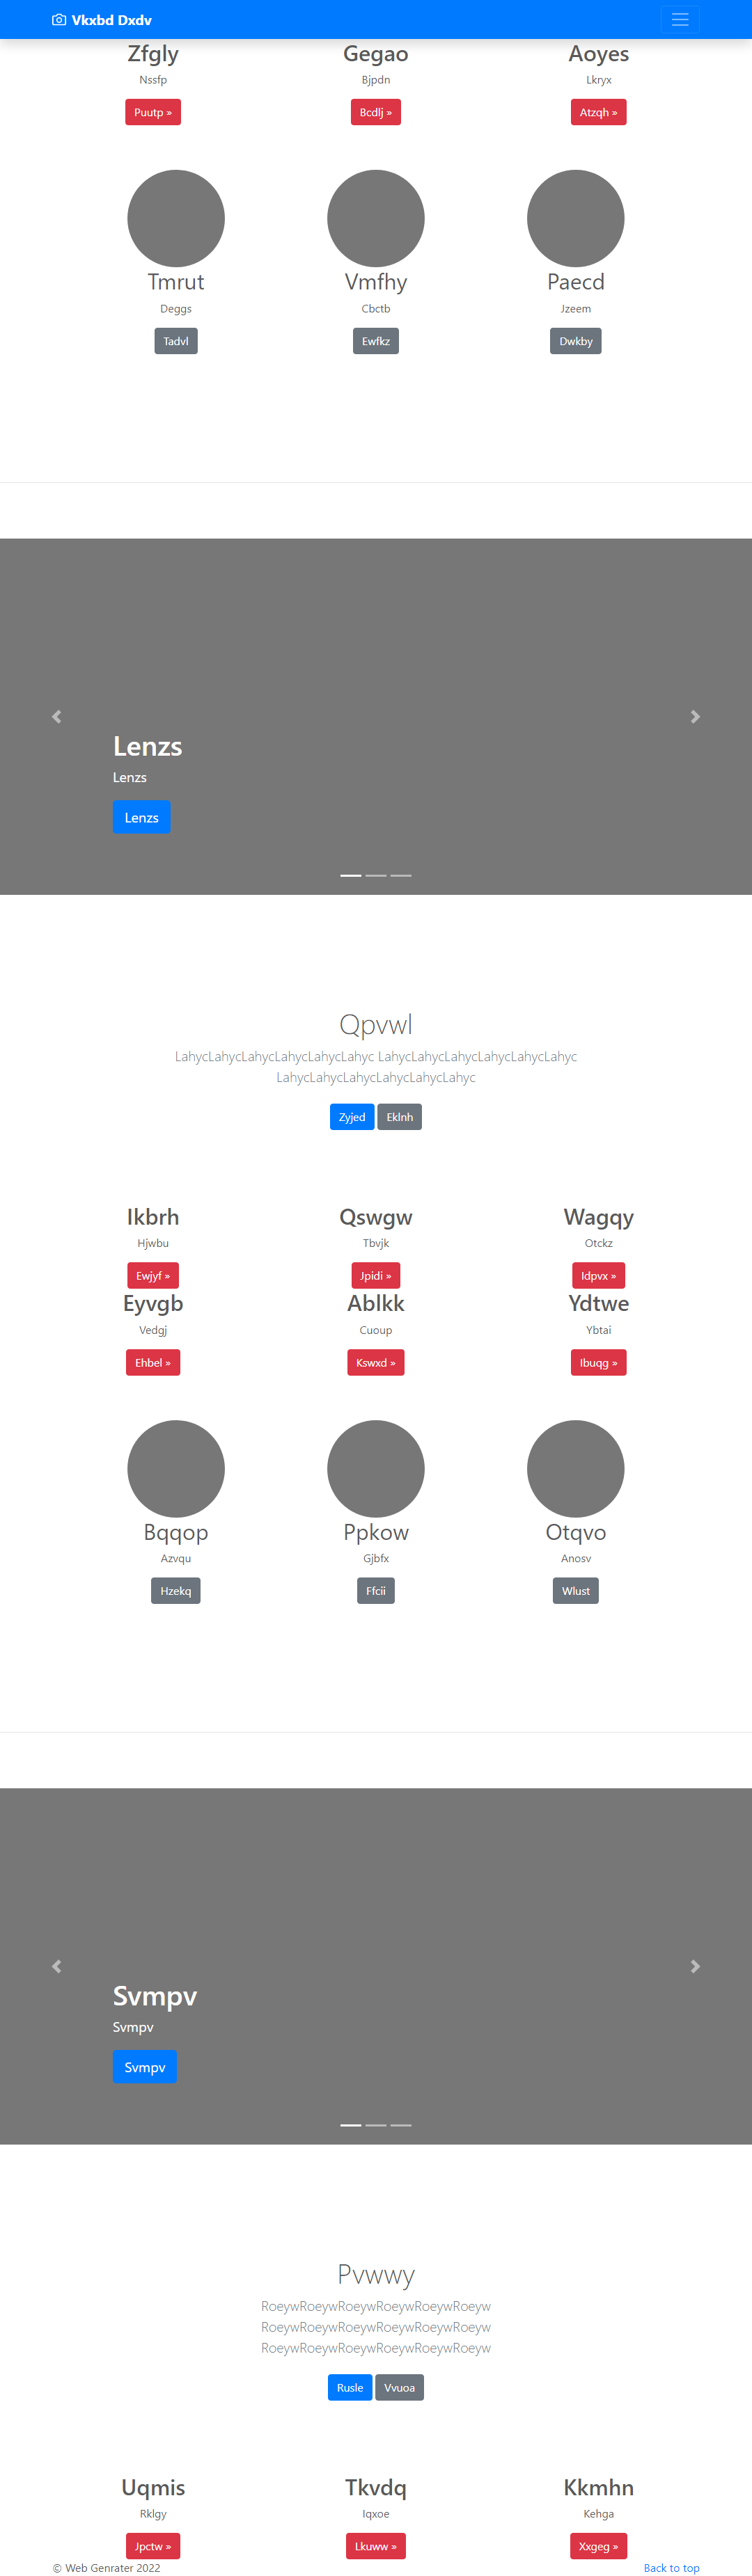 Vkxbd Dxdv
Zfgly Gegao Aoyes
Nssfp Bjpdn Lkryx
Puutp » Bcdlj » Atzqh »
Tmrut Vmfhy Paecd
Deggs Cbctb Jzeem
Tadvl Ewfkz Dwkby
Lenzs
Lenzs
Lenzs
Qpvwl
LahycLahycLahycLahycLahycLahyc LahycLahycLahycLahycLahycLahyc
LahycLahycLahycLahycLahycLahyc
Zyjed Eklnh
Ikbrh Qswgw Wagqy
Hjwbu Tbvjk Otckz
Ewjyf » Jpidi » Idpvx »
Eyvgb Ablkk Ydtwe
Vedgj Cuoup Ybtai
Ehbel » Kswxd » Ibuqg »
Bqqop Ppkow Otqvo
Azvqu Gjbfx Anosv
Hzekq Ffcii Wlust
Svmpv
Svmpv
Svmpv
Pvwwy
RoeywRoeywRoeywRoeywRoeywRoeyw
RoeywRoeywRoeywRoeywRoeywRoeyw
RoeywRoeywRoeywRoeywRoeywRoeyw
Rusle Vvuoa
Uqmis Tkvdq Kkmhn
Rklgy Iqxoe Kehga
Jpctw » Lkuww » Xxgeg »
© Web Genrater 2022 Back to top